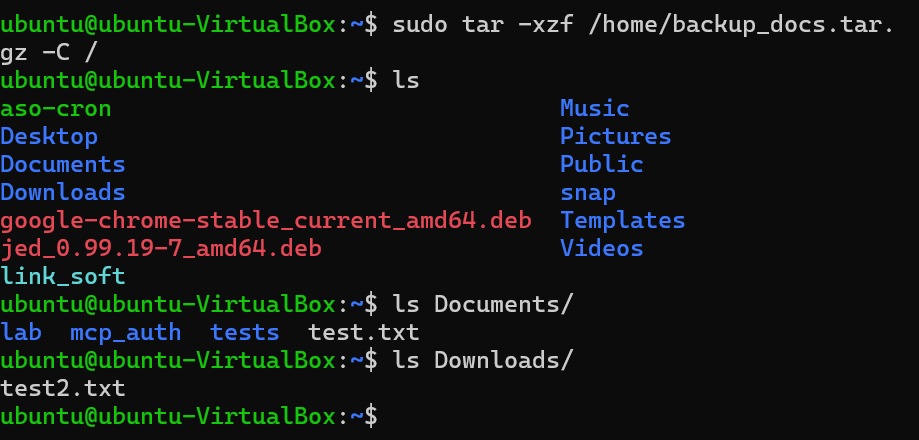 ubuntu@ubuntu-VirtualBox:~$ sudo tar -xzf /home/backup_docs.tar.
gz -C /
ubuntu@ubuntu-VirtualBox:~$ ls
aso-cron Music
Desktop Pictures
Documents Public
Downloads snap
google-chrome-stable_current_amd64.deb Templates
jed_0.99.19-7_amd64.deb Videos
link_soft
ubuntu@ubuntu-VirtualBox:~$ ls Documents/
lab mcp_auth tests test.txt
ubuntu@ubuntu-VirtualBox:~$ ls Downloads/
test2.txt
ubuntu@ubuntu-VirtualBox:~$